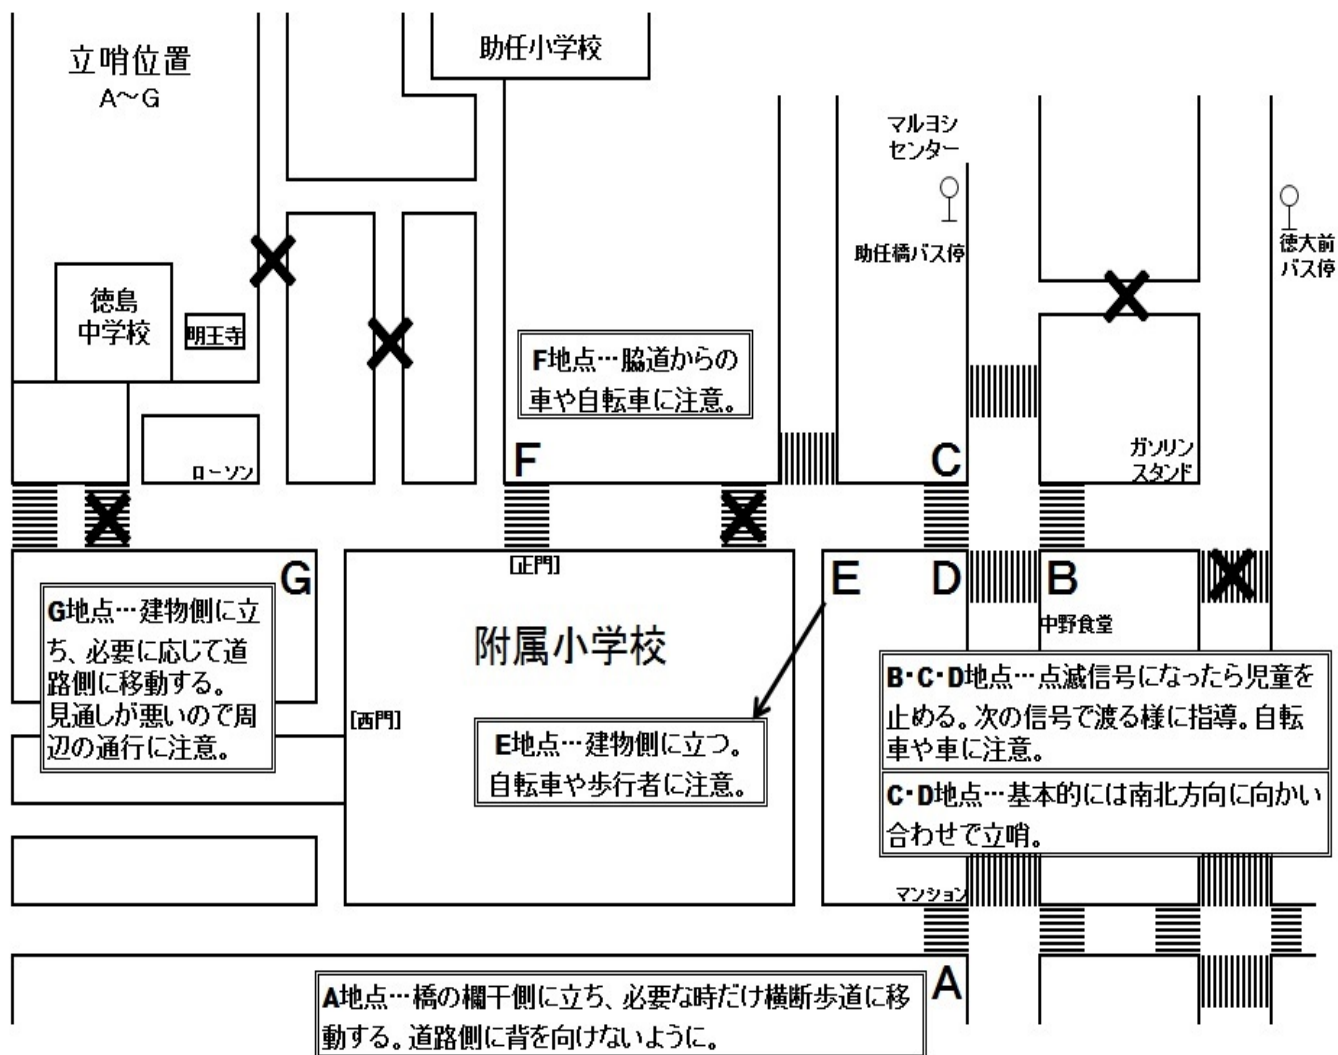 立哨位置
A～G
助任小学校
マルヨシ
センター
助任橋バス停
徳大前
バス停
徳島
中学校
明王寺
F地点…脇道からの
車や自転車に注意。
ローソン
F
C
ガソリン
スタンド
[正門]
G
E
D
B
中野食堂
G地点…建物側に立
ち、必要に応じて道
路側に移動する。
見通しが悪いので周
辺の通行に注意。
附属小学校
[西門]
E地点…建物側に立つ。
自転車や歩行者に注意。
B・C・D地点…点滅信号になったら児童を
止める。次の信号で渡る様に指導。自転
車や車に注意。
C・D地点…基本的には南北方向に向かい
合わせで立哨。
マンション
A
A地点…橋の欄干側に立ち、必要な時だけ横断歩道に移
動する。道路側に背を向けないように。